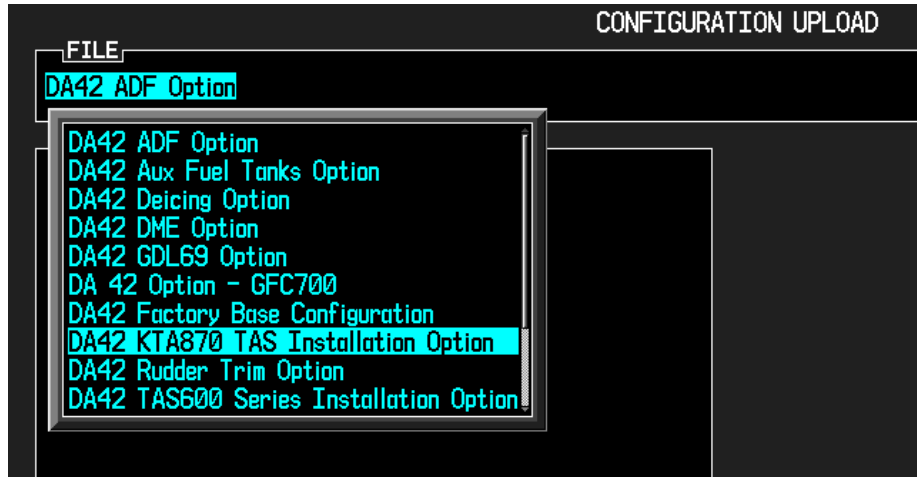 CONFIGURATION UPLOAD
FILE
DA42 ADF Option
DA42 ADF Option
DA42 Aux Fuel Tanks Option
DA42 Deicing Option
DA42 DME Option
DA42 GDL69 Option
DA 42 Option - GFC700
DA42 Factory Base Configuration
DA42 KTA870 TAS Installation Option
DA42 Rudder Trim Option
DA42 TAS600 Series Installation Option